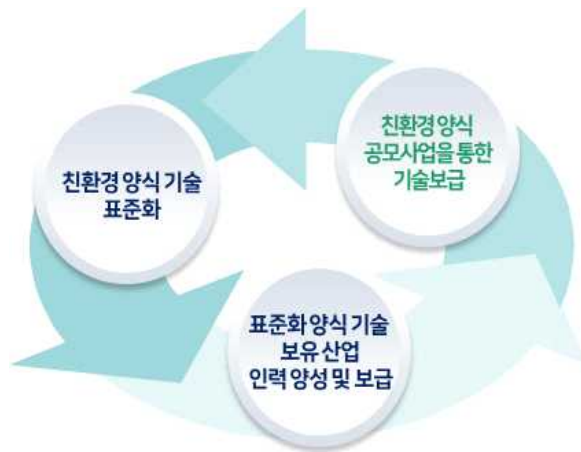 친환경 양식 기술
표준화
친환경 양식
공모사업을 통한
기술보급
표준화 양식 기술
보유 산업
인력 양성 및 보급